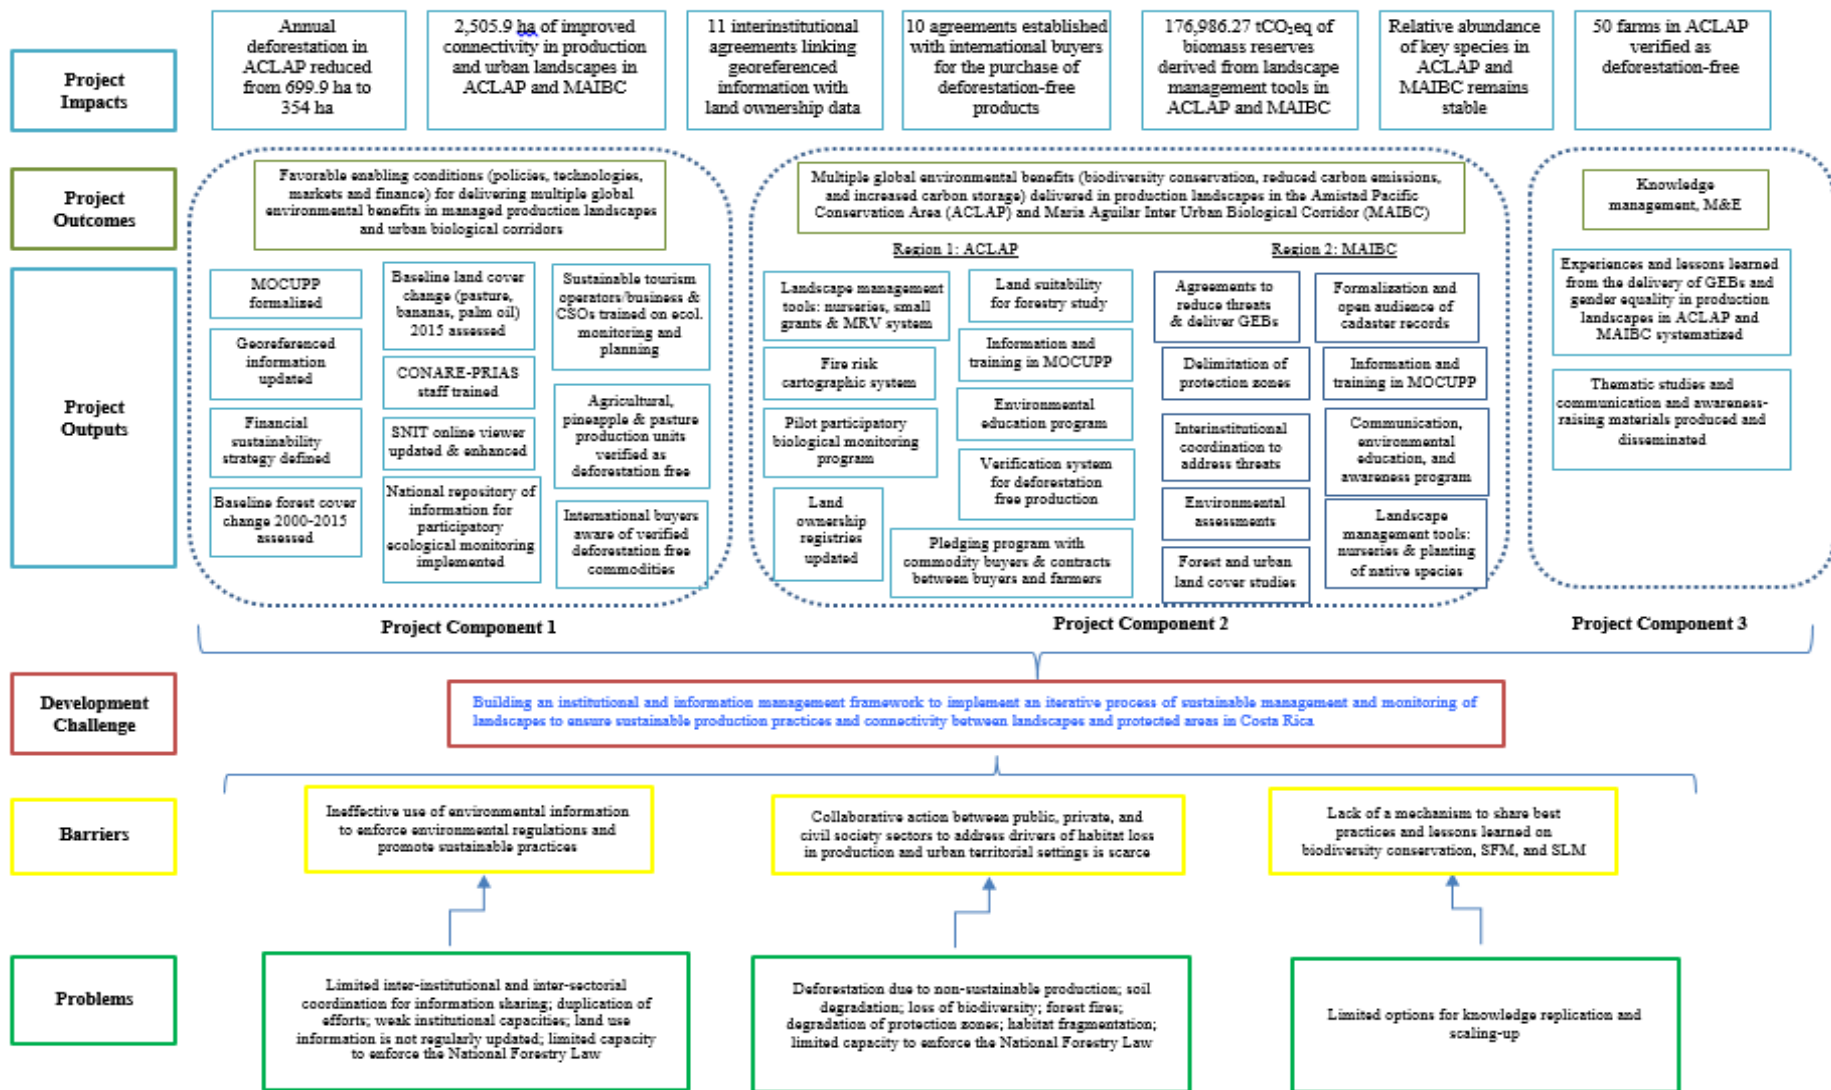 Project
Impacts
Annual
deforestation in
ACLAP reduced
from 699.9 ha to
354 ha
2,505.9 ha of improved
connectivity in production
and urban landscapes in
ACLAP and MAIBC
11 interinstitutional
agreements linking
georeferenced
information with
land ownership data
10 agreements established
with international buyers
for the purchase of
deforestation-free
products
176,986.27 tCO₂eq of
biomass reserves
derived from landscape
management tools in
ACLAP and MAIBC
Relative abundance
of key species in
ACLAP and
MAIBC remains
stable
50 farms in ACLAP
verified as
deforestation-free
Project
Outcomes
Favorable enabling conditions (policies, technologies,
markets and finance) for delivering multiple global
environmental benefits in managed production landscapes
and urban biological corridors
Multiple global environmental benefits (biodiversity conservation, reduced carbon emissions,
and increased carbon storage) delivered in production landscapes in the Amistad Pacific
Conservation Area (ACLAP) and Maria Aguilar Inter Urban Biological Corridor (MAIBC)
Knowledge
management, M&E
Project
Outputs
MOCUPP
formalized
Georeferenced
information
updated
Financial
sustainability
strategy defined
Baseline forest cover
change 2000-2015
assessed
Baseline land cover
change (pasture,
bananas, palm oil)
2015 assessed
CONARE-PRIAS
staff trained
SNIT online viewer
updated & enhanced
National repository of
information for
participatory
ecological monitoring
implemented
Sustainable tourism
operators/business &
CSOs trained on ecol.
monitoring and
planning
Agricultural,
pineapple & pasture
production units
verified as
deforestation free
International buyers
aware of verified
deforestation free
commodities
Region 1: ACLAP
Landscape management
tools: nurseries, small
grants & MRV system
Fire risk
cartographic system
Pilot participatory
biological monitoring
program
Land
ownership
registries
updated
Land suitability
for forestry study
Information and
training in MOCUPP
Environmental
education program
Verification system
for deforestation
free production
Pledging program with
commodity buyers & contracts
between buyers and farmers
Region 2: MAIBC
Agreements to
reduce threats
& deliver GEBs
Delimitation of
protection zones
Interinstitutional
coordination to
address threats
Environmental
assessments
Forest and urban
land cover studies
Formalization and
open audience of
cadaster records
Information and
training in MOCUPP
Communication,
environmental
education, and
awareness program
Landscape
management tools:
nurseries & planting
of native species
Experiences and lessons learned
from the delivery of GEBs and
gender equality in production
landscapes in ACLAP and
MAIBC systematized
Thematic studies and
communication and awareness-
raising materials produced and
disseminated
Project Component 1
Project Component 2
Project Component 3
Development
Challenge
Building an institutional and information management framework to implement an iterative process of sustainable management and monitoring of
landscapes to ensure sustainable production practices and connectivity between landscapes and protected areas in Costa Rica
Barriers
Ineffective use of environmental information
to enforce environmental regulations and
promote sustainable practices
Collaborative action between public, private, and
civil society sectors to address drivers of habitat loss
in production and urban territorial settings is scarce
Lack of a mechanism to share best
practices and lessons learned on
biodiversity conservation, SFM, and SLM
Problems
Limited inter-institutional and inter-sectorial
coordination for information sharing; duplication of
efforts; weak institutional capacities; land use
information is not regularly updated; limited capacity
to enforce the National Forestry Law
Deforestation due to non-sustainable production; soil
degradation; loss of biodiversity; forest fires;
degradation of protection zones; habitat fragmentation;
limited capacity to enforce the National Forestry Law
Limited options for knowledge replication and
scaling-up